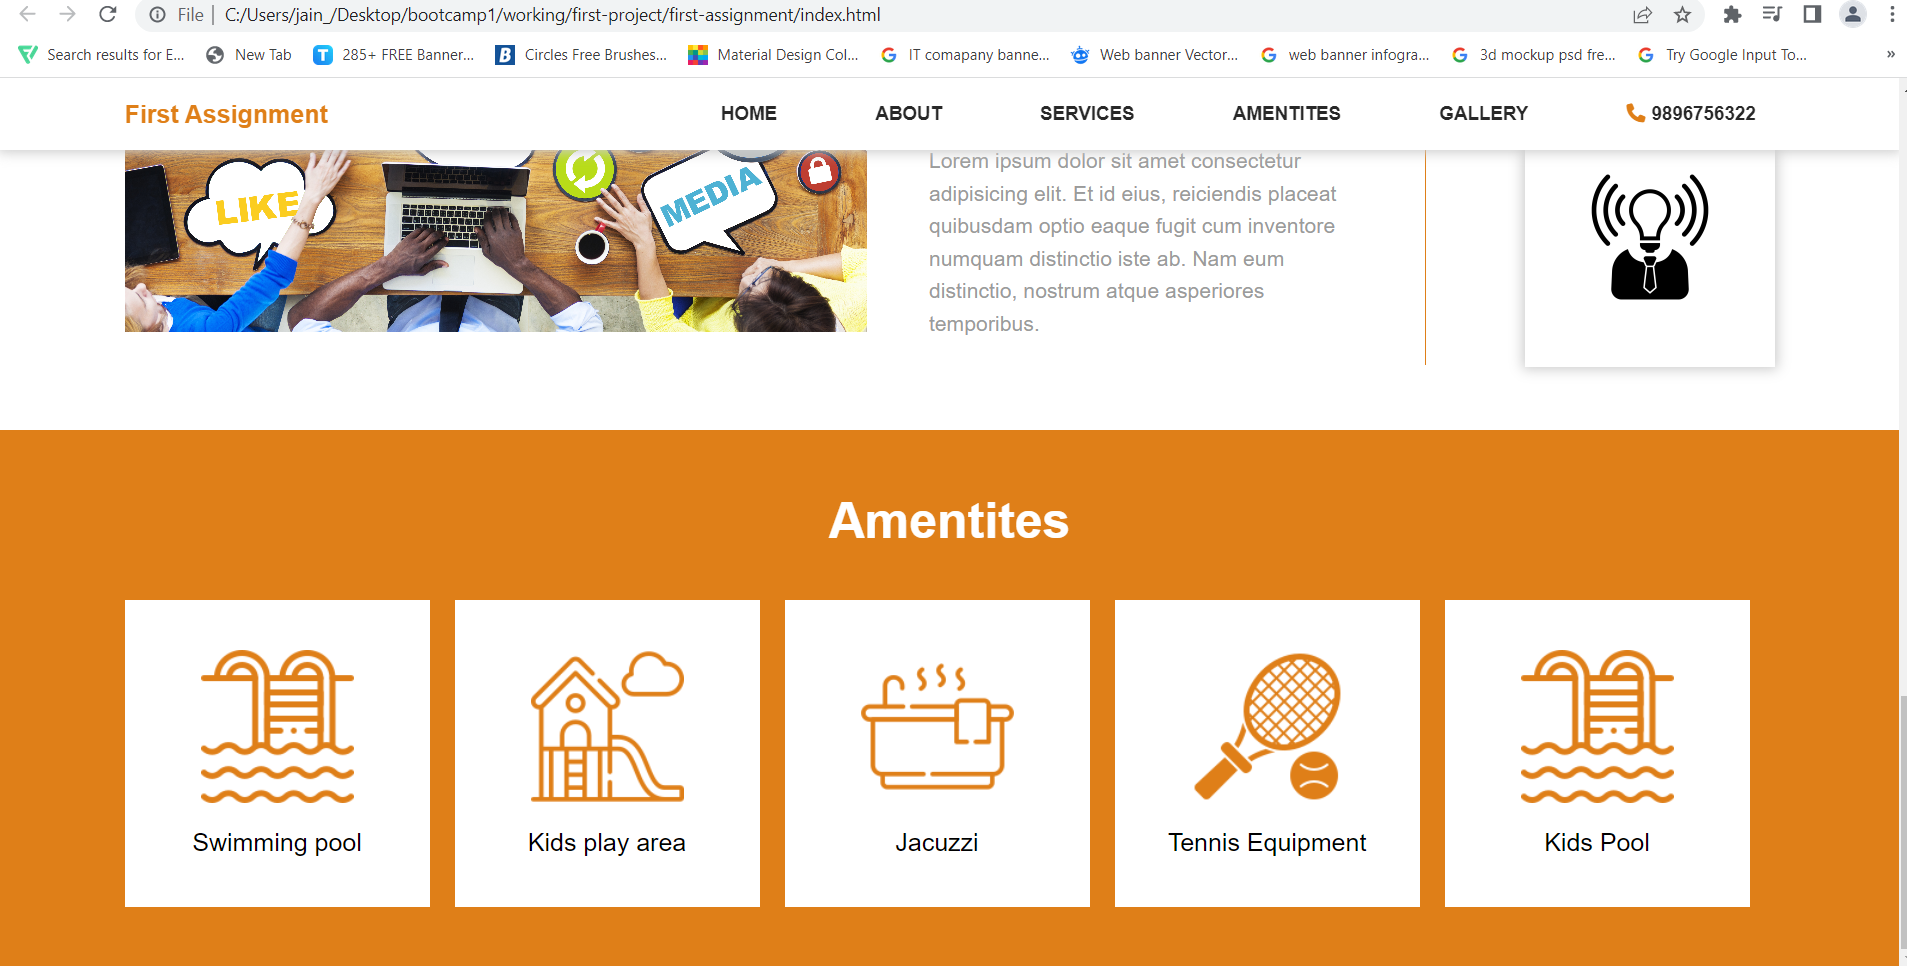 File | C:/Users/jain_/Desktop/bootcamp1/working/first-project/first-assignment/index.html
Search results for E... New Tab 285+ FREE Banner... Circles Free Brushes... Material Design Col... IT comapany banne... Web banner Vector... web banner infogra... 3d mockup psd fre... Try Google Input To... »
First Assignment HOME ABOUT SERVICES AMENTITES GALLERY 9896756322
LIKE
MEDIA
Lorem ipsum dolor sit amet consectetur
adipisicing elit. Et id eius, reiciendis placeat
quibusdam optio eaque fugit cum inventore
numquam distinctio iste ab. Nam eum
distinctio, nostrum atque asperiores
temporibus.
Amentites
Swimming pool
Kids play area
Jacuzzi
Tennis Equipment
Kids Pool